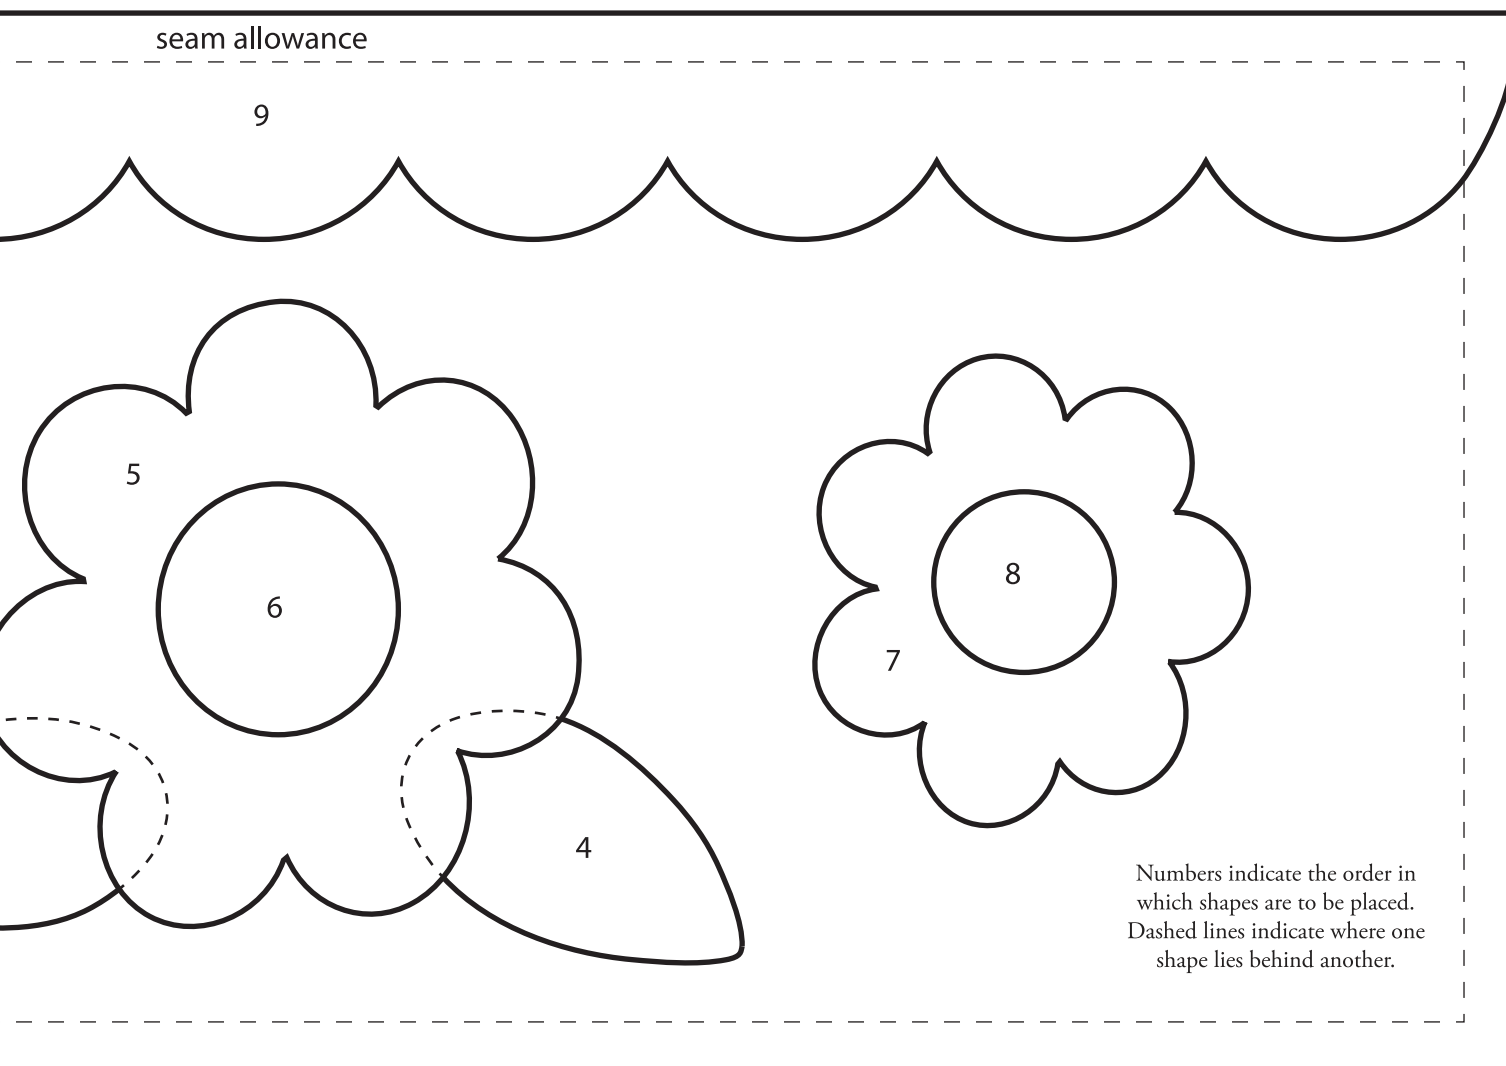 seam allowance
9
5
6
8
7
4
Numbers indicate the order in
which shapes are to be placed.
Dashed lines indicate where one
shape lies behind another.